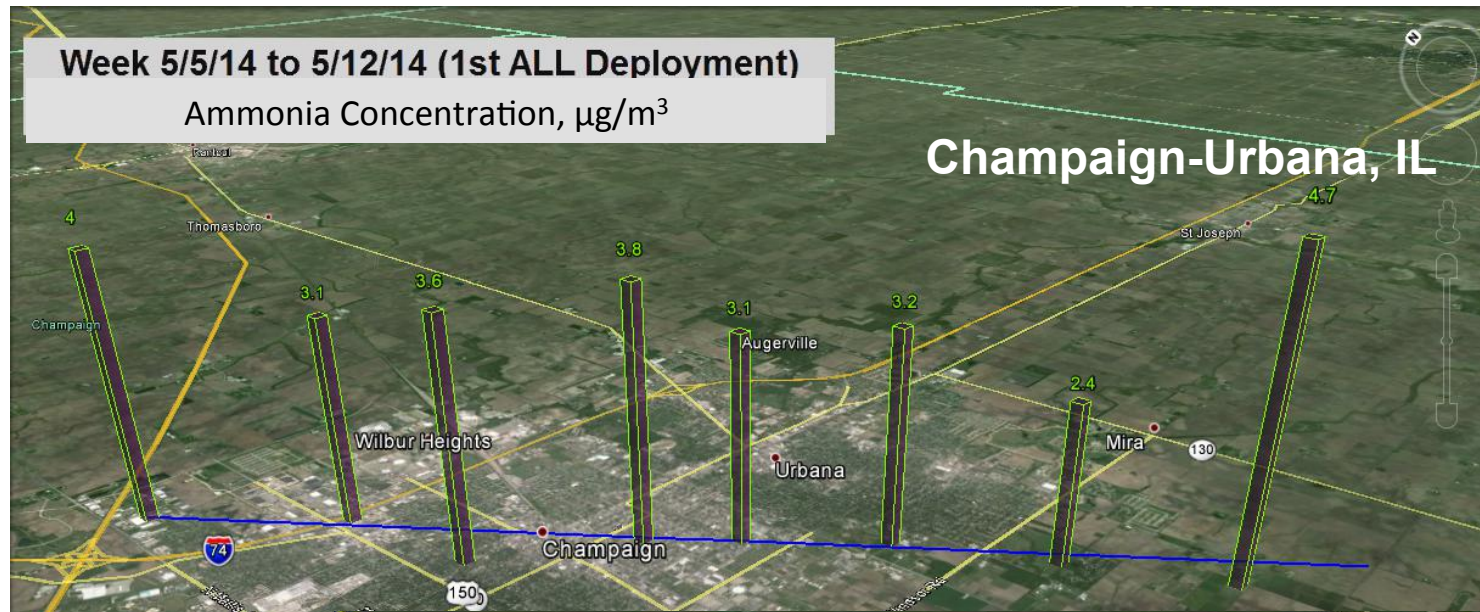 Week 5/5/14 to 5/12/14 (1st ALL Deployment)
Ammonia Concentration, µg/m³
Champaign-Urbana, IL
N
Rantoul
Thomasboro
St Joseph
4
4.7
3.8
3.6
3.1
3.1
3.2
Champaign
Augerville
2.4
Wilbur Heights
Mira
130
Urbana
74
Champaign
150